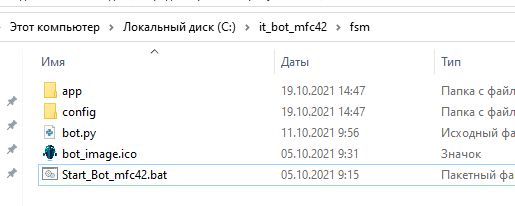 Этот компьютер › Локальный диск (C:) › it_bot_mfc42 › fsm
Имя Даты Тип
app 19.10.2021 14:47 Папка с файл
config 19.10.2021 14:47 Папка с файл
bot.py 11.10.2021 9:56 Исходный фа
bot_image.ico 05.10.2021 9:31 Значок
Start_Bot_mfc42.bat 05.10.2021 9:15 Пакетный фа